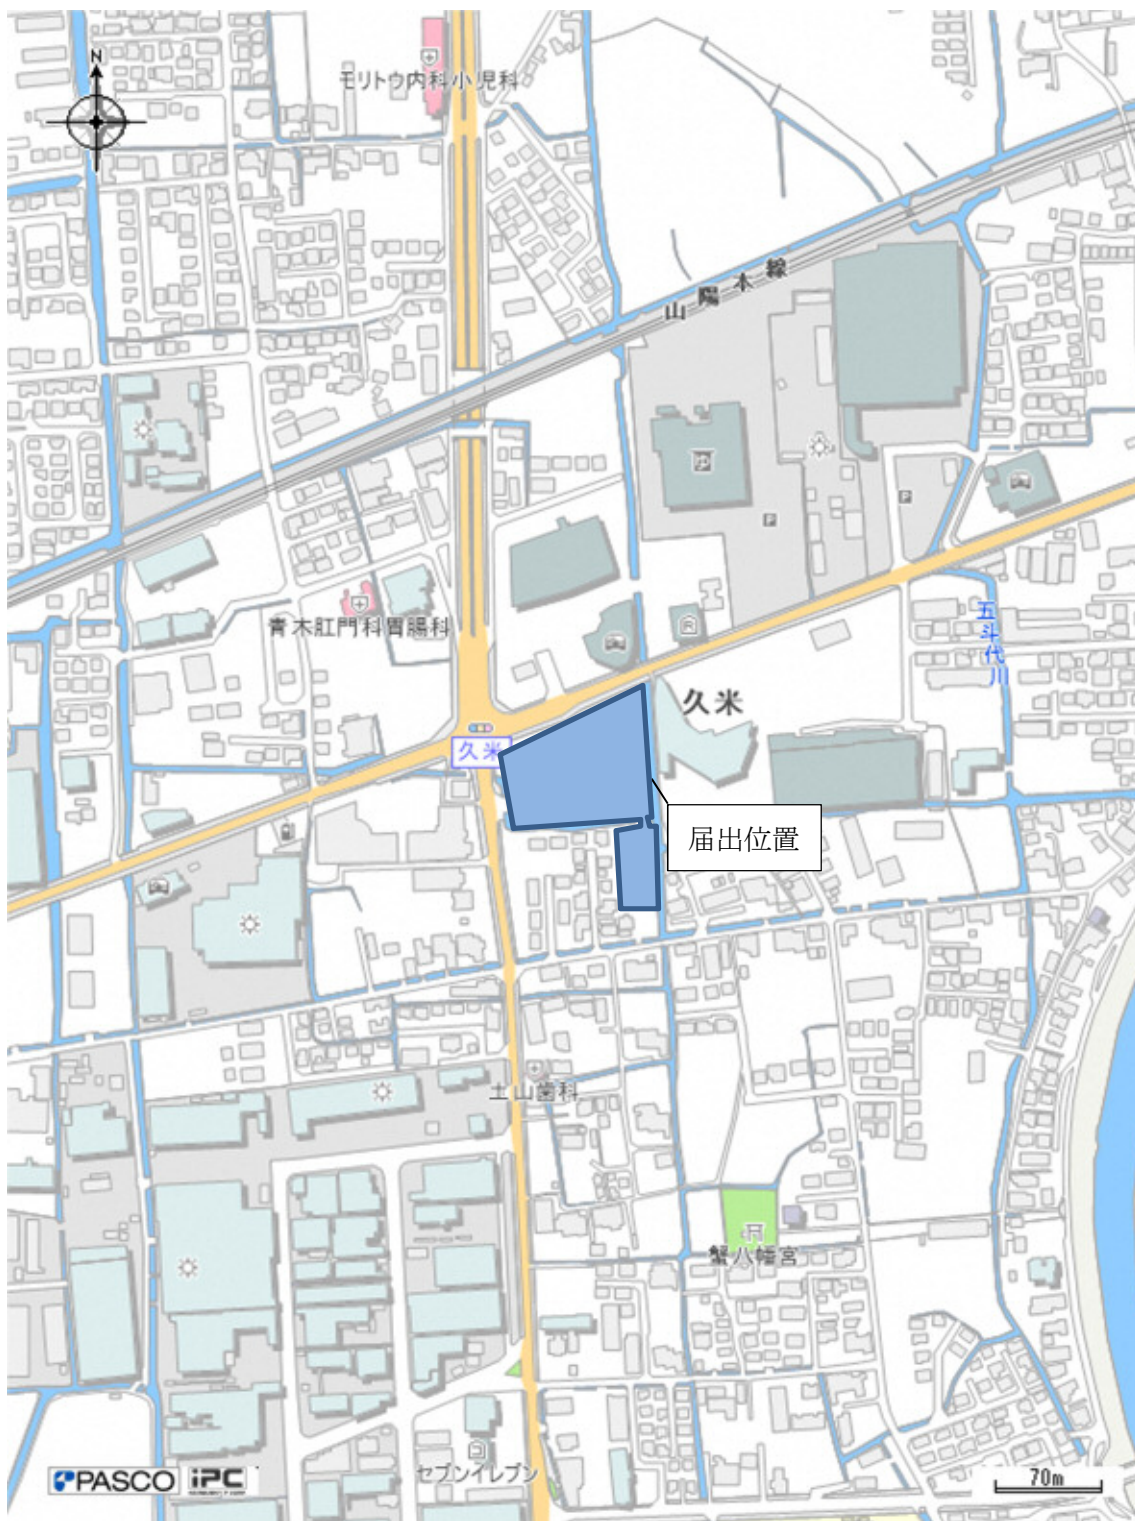 N
モリトウ内科小児科
山陽本線
青木肛門科胃腸科
五斗代川
久米
久米
届出位置
土山歯科
蟹八幡宮
セブンイレブン
PASCO iPC
70m